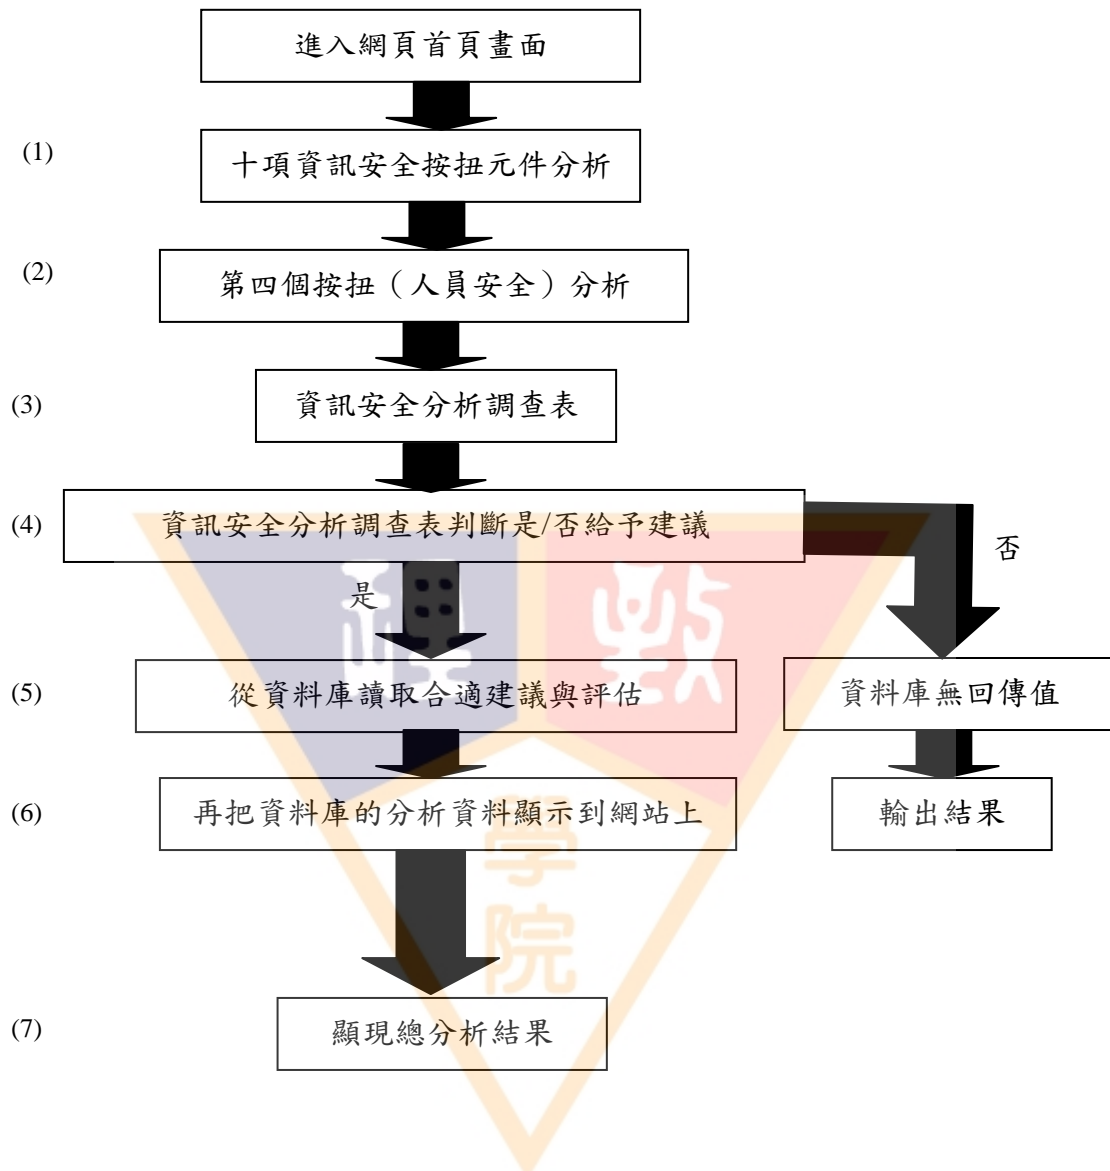 進入網頁首頁畫面
(1)
十項資訊安全按扭元件分析
(2)
第四個按扭（人員安全）分析
(3)
資訊安全分析調查表
(4)
資訊安全分析調查表判斷是/否給予建議
否
是
(5)
從資料庫讀取合適建議與評估
資料庫無回傳值
(6)
再把資料庫的分析資料顯示到網站上
輸出結果
(7)
顯現總分析結果
學
院